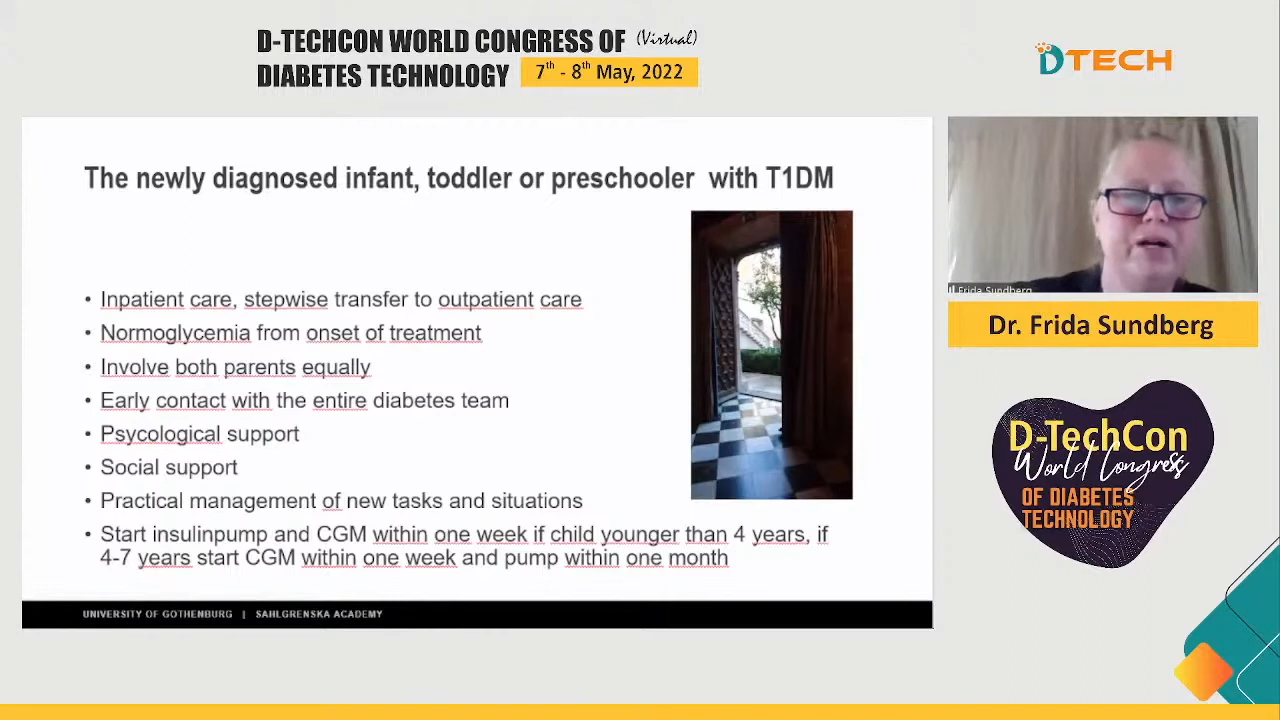 D-TECHCON WORLD CONGRESS OF (Virtual)
DIABETES TECHNOLOGY 7th - 8th May, 2022
DTECH
The newly diagnosed infant, toddler or preschooler with T1DM
• Inpatient care, stepwise transfer to outpatient care
• Normoglycemia from onset of treatment
• Involve both parents equally
• Early contact with the entire diabetes team
• Psycological support
• Social support
• Practical management of new tasks and situations
• Start insulinpump and CGM within one week if child younger than 4 years, if
4-7 years start CGM within one week and pump within one month
UNIVERSITY OF GOTHENBURG | SAHLGRENSKA ACADEMY
Frida Sundberg
Dr. Frida Sundberg
D-TechCon
World Congress
OF DIABETES
TECHNOLOGY